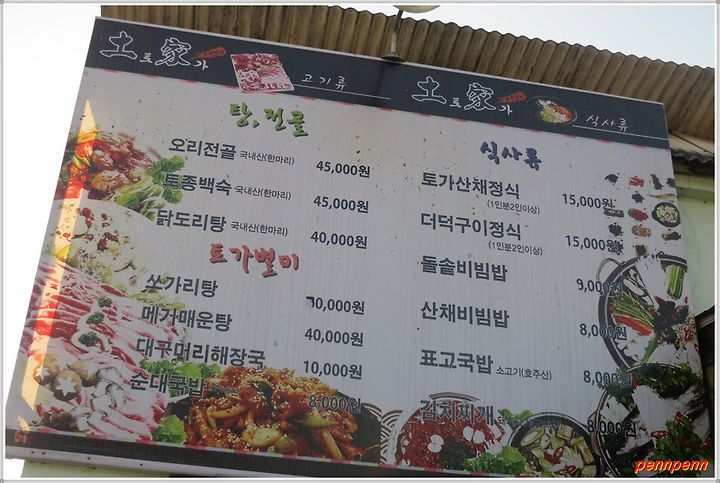 土토家가
고기류
土토家가
식사류
탕,전골
오리전골 국내산(한마리) 45,000원
토종백숙 국내산(한마리) 45,000원
닭도리탕 국내산(한마리) 40,000원
토가별미
쏘가리탕 70,000원
메기매운탕 40,000원
대구머리해장국 10,000원
순대국밥 8,000원
식사류
토가산채정식 15,000원
(1인분2인이상)
더덕구이정식 15,000원
(1인분2인이상)
돌솥비빔밥 9,000원
산채비빔밥 8,000원
표고국밥 소고기(호주산) 8,000원
김치찌개 8,000원
pennpenn